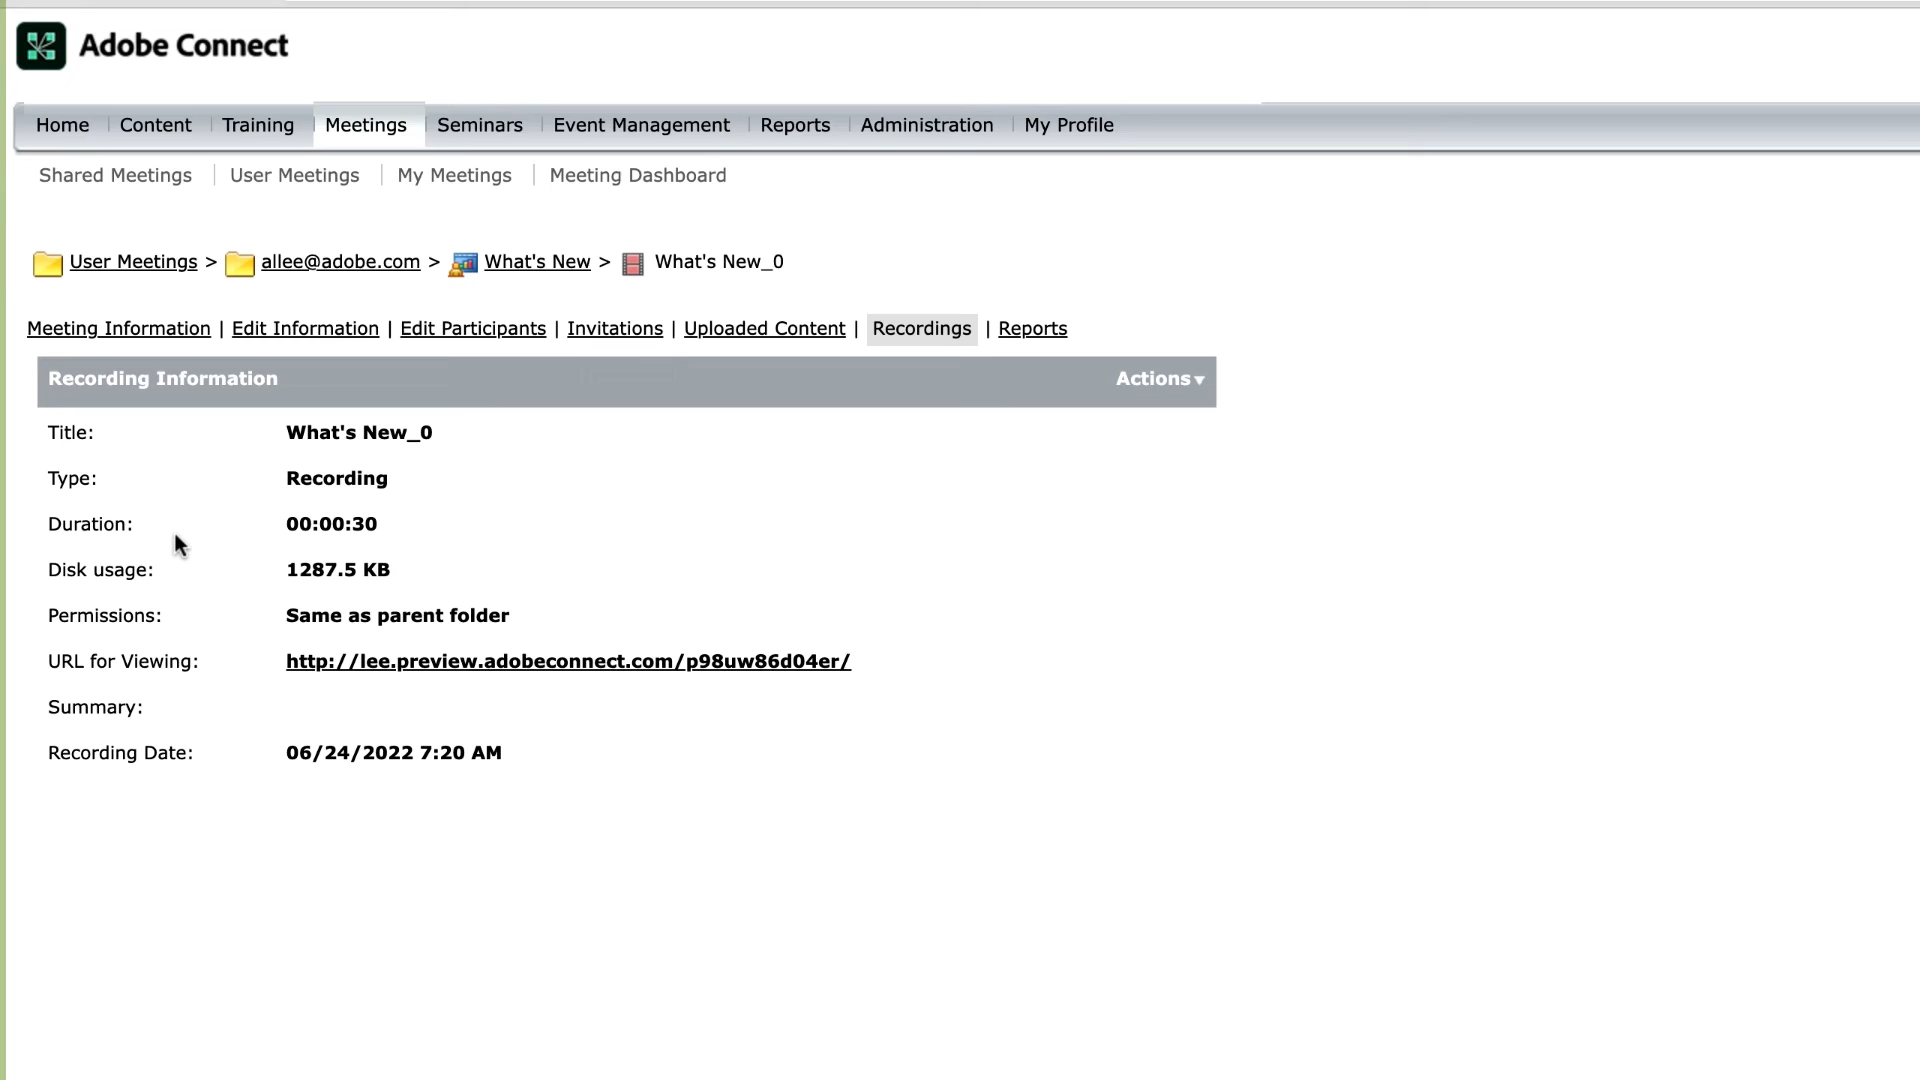 Adobe Connect
Home Content Training Meetings Seminars Event Management Reports Administration My Profile
Shared Meetings User Meetings My Meetings Meeting Dashboard
User Meetings > allee@adobe.com > What's New > What's New_0
Meeting Information | Edit Information | Edit Participants | Invitations | Uploaded Content | Recordings | Reports
Recording Information Actions▾
Title: What's New_0
Type: Recording
Duration: 00:00:30
Disk usage: 1287.5 KB
Permissions: Same as parent folder
URL for Viewing: http://lee.preview.adobeconnect.com/p98uw86d04er/
Summary:
Recording Date: 06/24/2022 7:20 AM